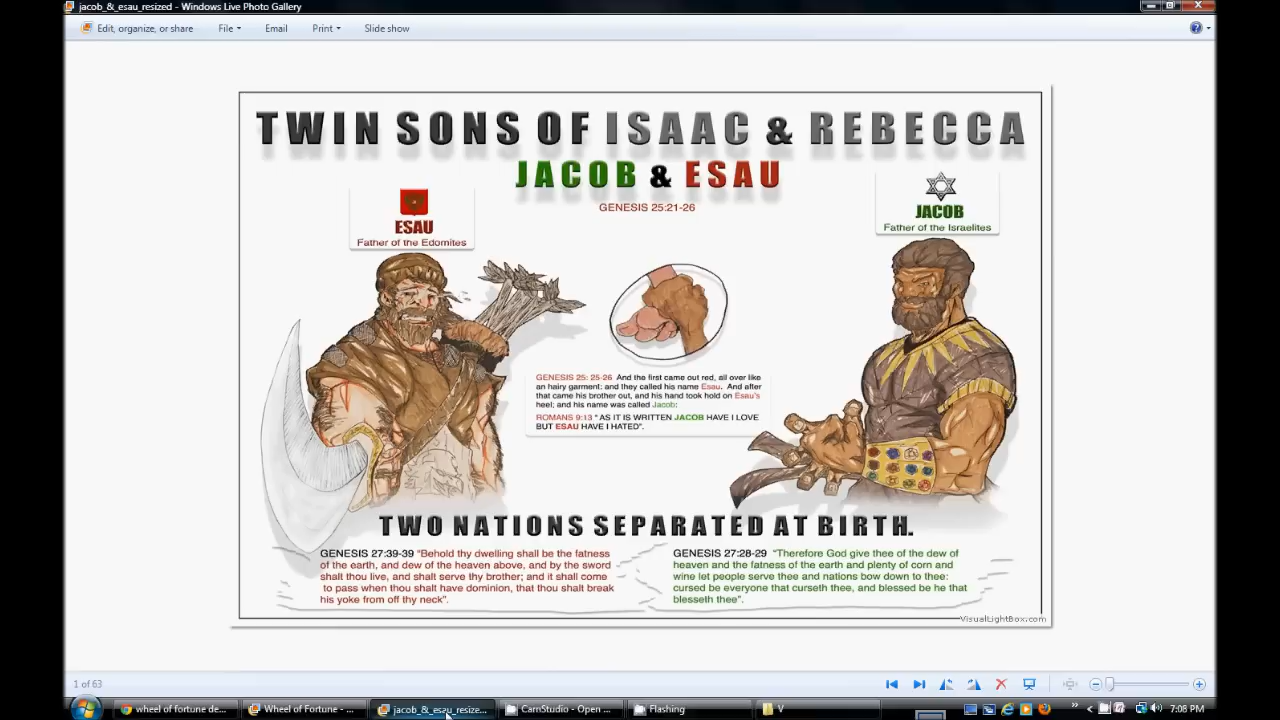 jacob_&_esau_resized - Windows Live Photo Gallery
Edit, organize, or share File Email Print Slide show
TWIN SONS OF ISAAC & REBECCA
JACOB & ESAU
GENESIS 25:21-26
ESAU
Father of the Edomites
JACOB
Father of the Israelites
GENESIS 25: 25-26 And the first came out red, all over like
an hairy garment; and they called his name Esau. And after
that came his brother out, and his hand took hold on Esau's
heel; and his name was called Jacob:
ROMANS 9:13 “ AS IT IS WRITTEN JACOB HAVE I LOVE
BUT ESAU HAVE I HATED”.
TWO NATIONS SEPARATED AT BIRTH.
GENESIS 27:39-39 “Behold thy dwelling shall be the fatness
of the earth, and dew of the heaven above, and by the sword
shalt thou live, and shalt serve thy brother; and it shall come
to pass when thou shalt have dominion, that thou shalt break
his yoke from off thy neck”.
GENESIS 27:28-29 “Therefore God give thee of the dew of
heaven and the fatness of the earth and plenty of corn and
wine let people serve thee and nations bow down to thee:
cursed be everyone that curseth thee, and blessed be he that
blesseth thee”.
VisualLightBox.com
1 of 63
wheel of fortune de... Wheel of Fortune - ... jacob_&_esau_resize... CamStudio - Open ... Flashing V 7:08 PM